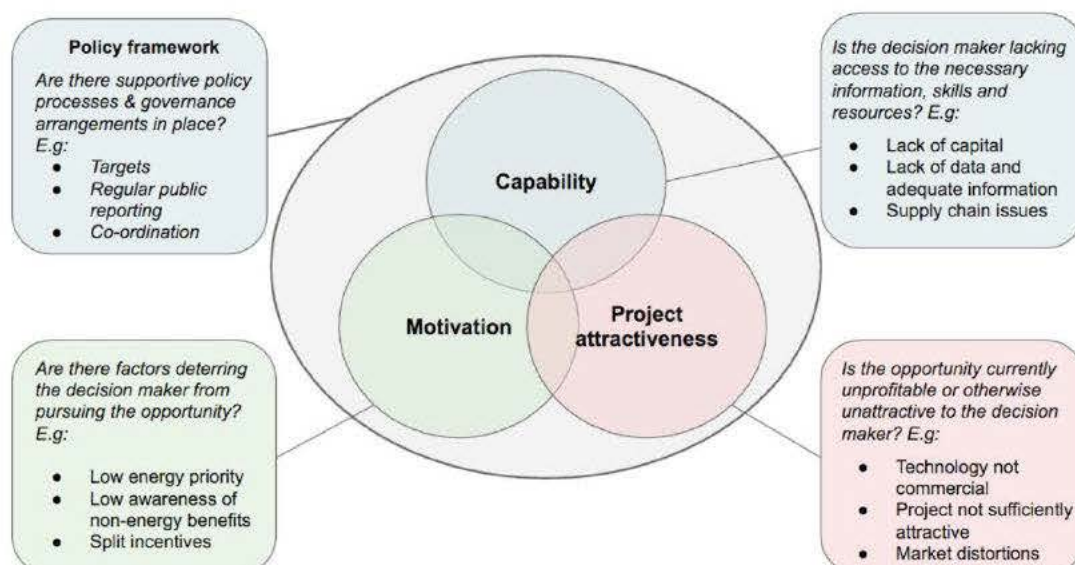 Policy framework
Are there supportive policy
processes & governance
arrangements in place?
E.g:
● Targets
● Regular public
reporting
● Co-ordination
Is the decision maker lacking
access to the necessary
information, skills and
resources? E.g:
● Lack of capital
● Lack of data and
adequate information
● Supply chain issues
Capability
Motivation
Project
attractiveness
Are there factors deterring
the decision maker from
pursuing the opportunity?
E.g:
● Low energy priority
● Low awareness of
non-energy benefits
● Split incentives
Is the opportunity currently
unprofitable or otherwise
unattractive to the decision
maker? E.g:
● Technology not
commercial
● Project not sufficiently
attractive
● Market distortions